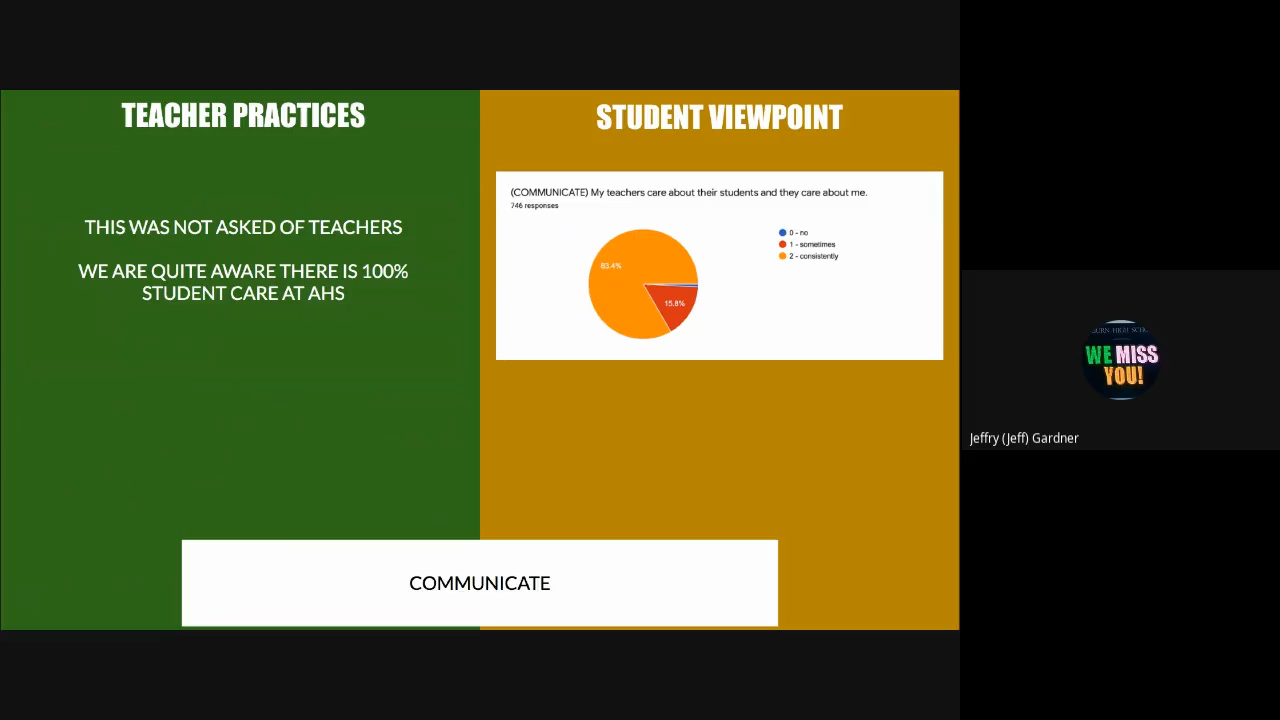 TEACHER PRACTICES
THIS WAS NOT ASKED OF TEACHERS
WE ARE QUITE AWARE THERE IS 100%
STUDENT CARE AT AHS
STUDENT VIEWPOINT
(COMMUNICATE) My teachers care about their students and they care about me.
746 responses
83.4%
15.8%
0 - no
1 - sometimes
2 - consistently
COMMUNICATE
WE MISS
YOU!
Jeffry (Jeff) Gardner